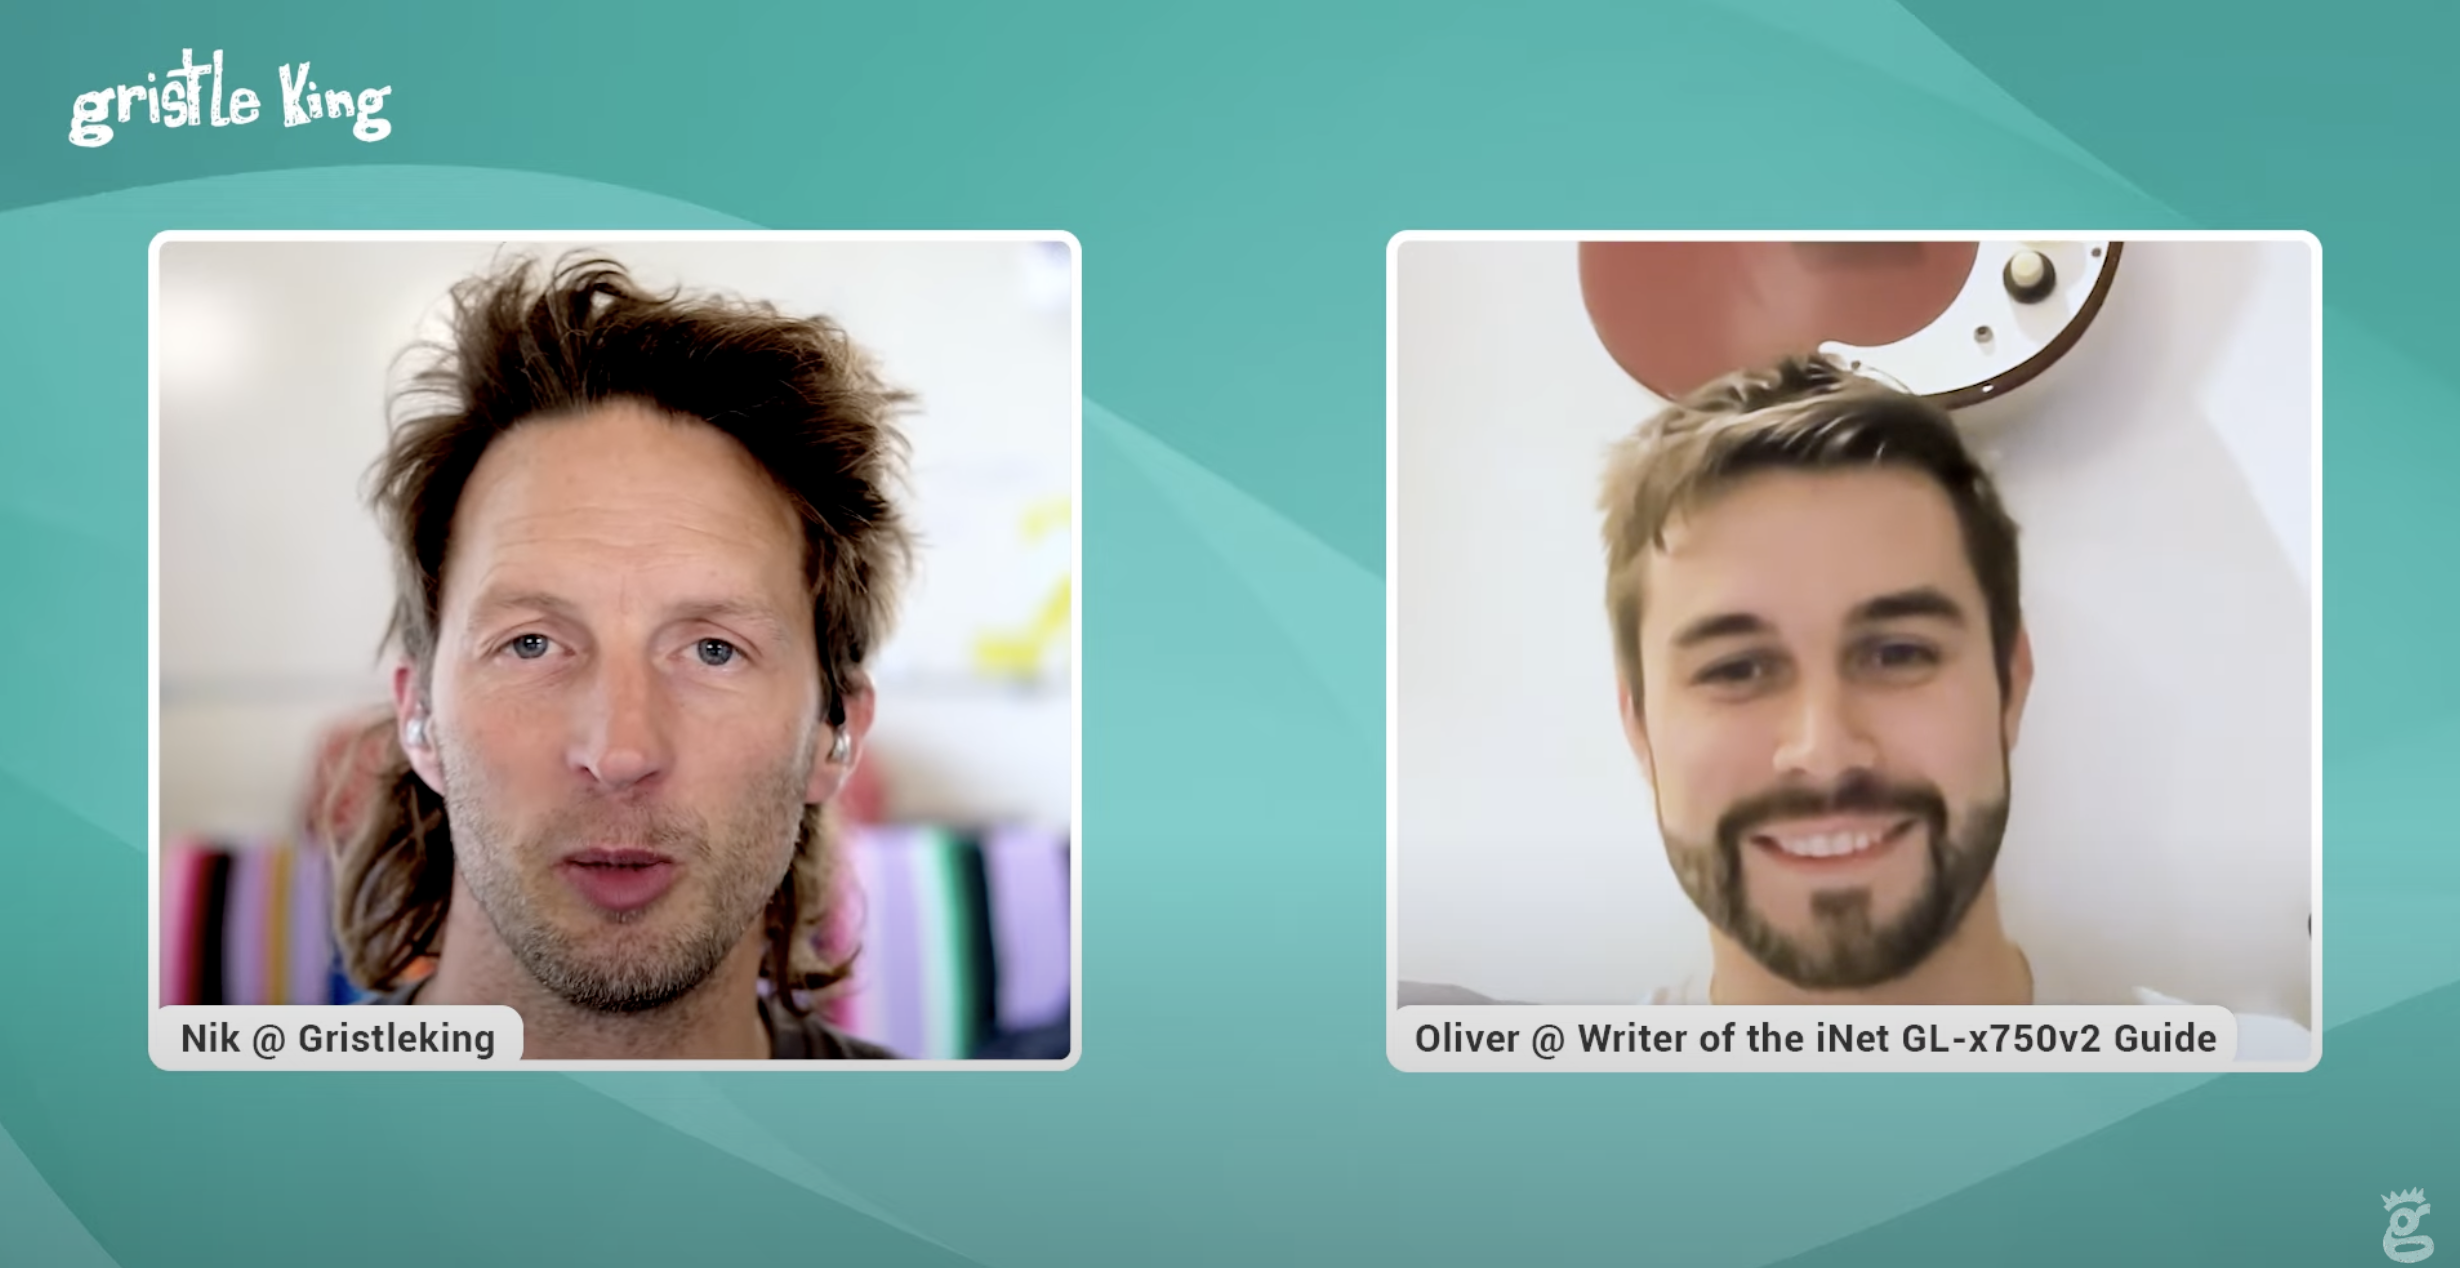 gristle King
Nik @ Gristleking
Oliver @ Writer of the iNet GL-x750v2 Guide
g